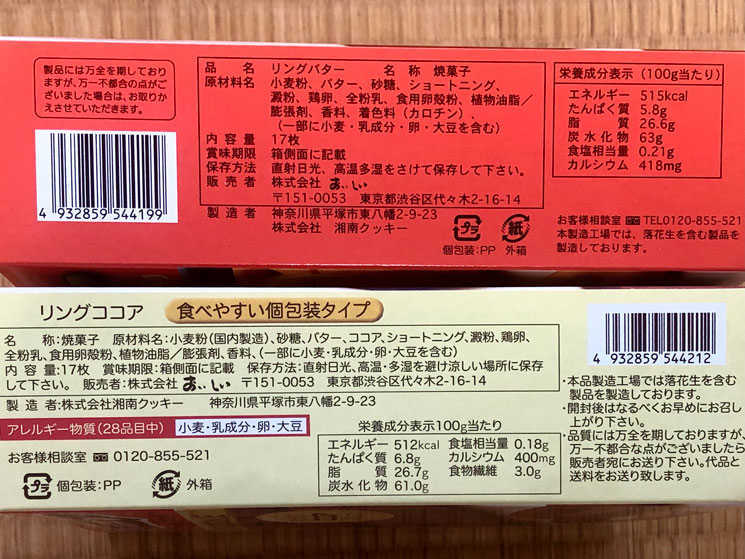 製品には万全を期しており
ますが、万一不都合の点がご
ざいました場合は、お取りか
えさせていただきます。
4 932859 544199
品名 リングバター 名称 焼菓子
原材料名 小麦粉、バター、砂糖、ショートニング、
澱粉、鶏卵、全粉乳、食用卵殻粉、植物油脂／
膨張剤、香料、着色料（カロチン）、
（一部に小麦・乳成分・卵・大豆を含む）
内容量 17枚
賞味期限 箱側面に記載
保存方法 直射日光、高温多湿をさけて保存して下さい。
販売者 株式会社 おいしい
〒151-0053 東京都渋谷区代々木2-16-14
製造者 神奈川県平塚市東八幡2-9-23
株式会社 湘南クッキー
プラ
個包装：PP
紙
外箱
栄養成分表示（100g当たり）
エネルギー 515kcal
たんぱく質 5.8g
脂質 26.6g
炭水化物 63g
食塩相当量 0.21g
カルシウム 418mg
お客様相談室 TEL0120-855-521
本製造工場では、落花生を含む製品を
製造しております。
リングココア 食べやすい個包装タイプ
名称：焼菓子 原材料名：小麦粉（国内製造）、砂糖、バター、ココア、ショートニング、澱粉、鶏卵、
全粉乳、食用卵殻粉、植物油脂／膨張剤、香料、（一部に小麦・乳成分・卵・大豆を含む）
内容量：17枚 賞味期限：箱側面に記載 保存方法：直射日光、高温・多湿を避け涼しい場所に保存
して下さい。 販売者：株式会社 おいしい 〒151-0053 東京都渋谷区代々木2-16-14
製造者：株式会社湘南クッキー 神奈川県平塚市東八幡2-9-23
アレルギー物質（28品目中） 小麦・乳成分・卵・大豆
お客様相談室 0120-855-521
プラ 個包装：PP 紙 外箱
栄養成分表示100g当たり
エネルギー 512kcal 食塩相当量 0.18g
たんぱく質 6.8g カルシウム 400mg
脂質 26.7g 食物繊維 3.0g
炭水化物 61.0g
4 932859 544212
・本品製造工場では落花生を含む
製品を製造しております。
・開封後はなるべくお早めにお召し
上がり下さい。
・品質には万全を期しておりますが、
万一不都合な点がございましたら
販売者宛にお送り下さい。代品と
送料をお送り致します。